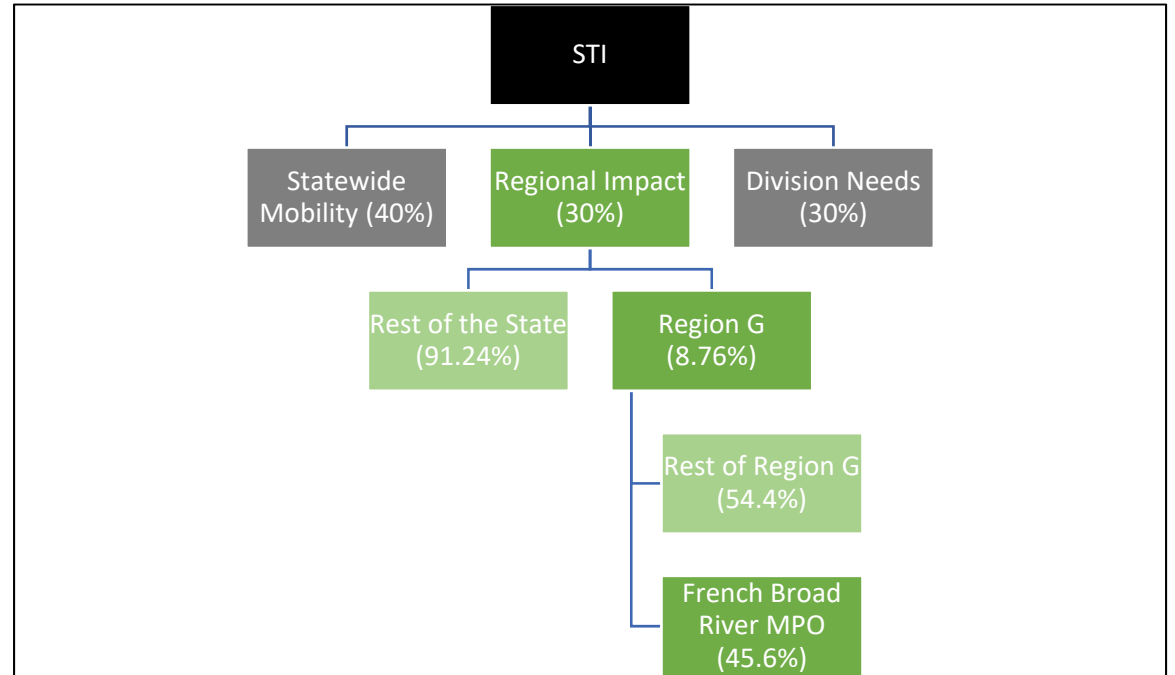 STI
Statewide
Mobility (40%)
Regional Impact
(30%)
Division Needs
(30%)
Rest of the State
(91.24%)
Region G
(8.76%)
Rest of Region G
(54.4%)
French Broad
River MPO
(45.6%)